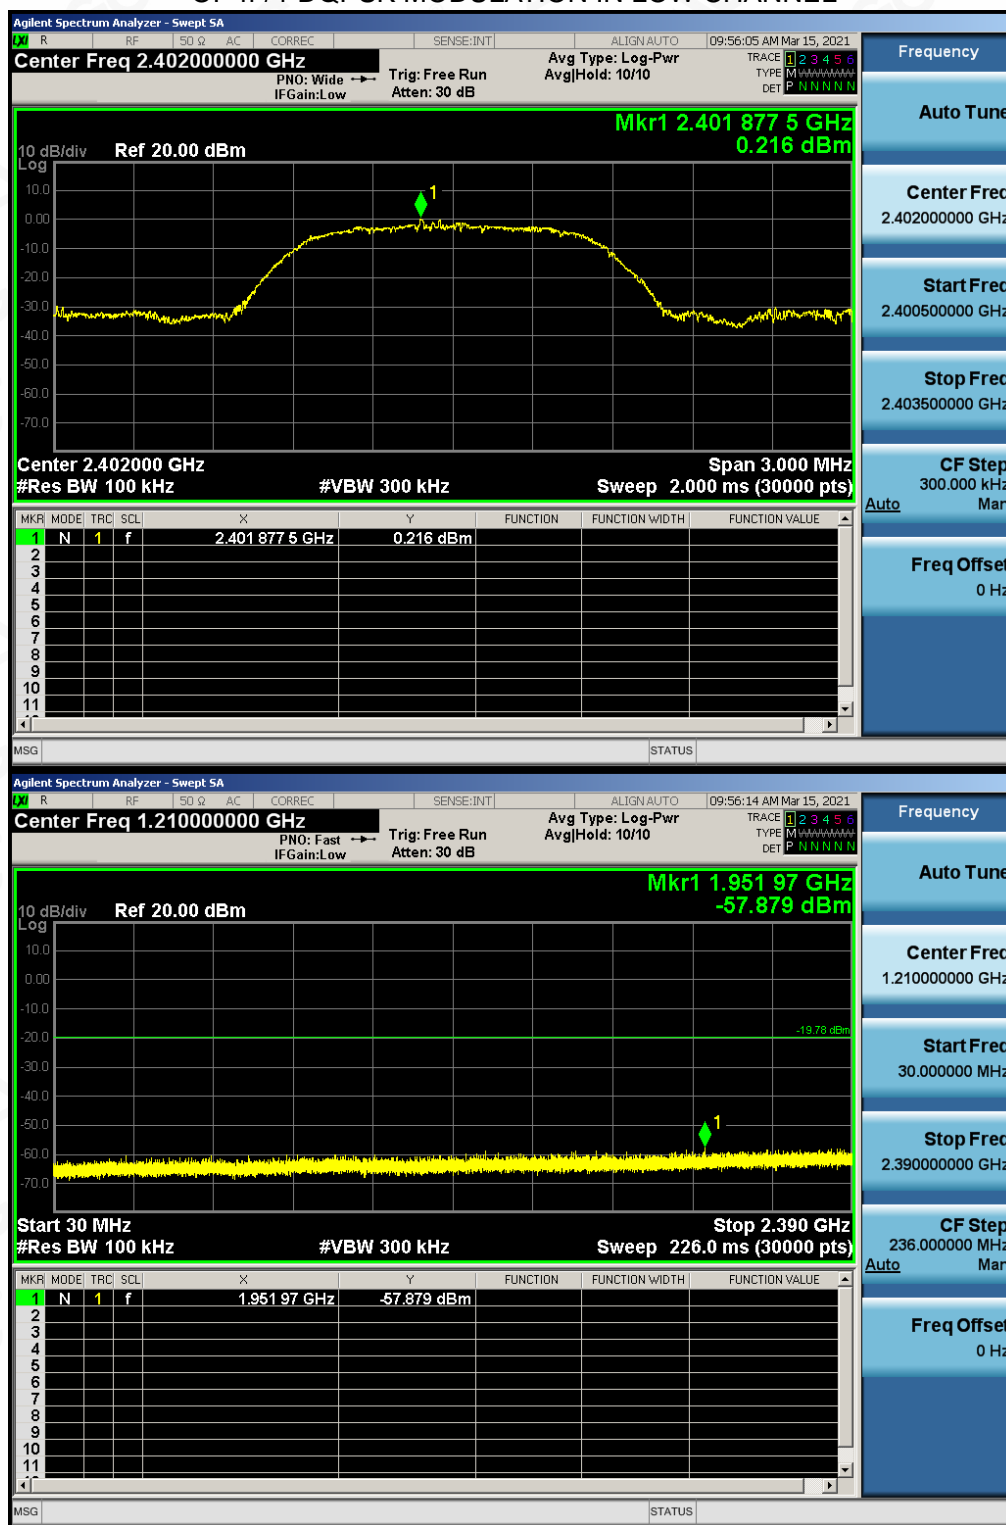 Agilent Spectrum Analyzer - Swept SA
LXI R RF 50 Ω AC CORREC SENSE:INT ALIGN AUTO 09:56:05 AM Mar 15, 2021
Center Freq 2.402000000 GHz
PNO: Wide
IFGain:Low
Trig: Free Run
Atten: 30 dB
Avg Type: Log-Pwr
Avg|Hold: 10/10
TRACE 1 2 3 4 5 6
TYPE M WWWWW
DET P N N N N N
Frequency
Auto Tune
Mkr1 2.401 877 5 GHz
0.216 dBm
10 dB/div Ref 20.00 dBm
Log
10.0
0.00
-10.0
-20.0
-30.0
-40.0
-50.0
-60.0
-70.0
1
Center Freq
2.402000000 GHz
Start Freq
2.400500000 GHz
Stop Freq
2.403500000 GHz
CF Step
300.000 kHz
Auto Man
Freq Offset
0 Hz
Center 2.402000 GHz Span 3.000 MHz
#Res BW 100 kHz #VBW 300 kHz Sweep 2.000 ms (30000 pts)
MKR MODE TRC SCL X Y FUNCTION FUNCTION WIDTH FUNCTION VALUE
1 N 1 f 2.401 877 5 GHz 0.216 dBm
2
3
4
5
6
7
8
9
10
11
MSG STATUS
Agilent Spectrum Analyzer - Swept SA
LXI R RF 50 Ω AC CORREC SENSE:INT ALIGN AUTO 09:56:14 AM Mar 15, 2021
Center Freq 1.210000000 GHz
PNO: Fast
IFGain:Low
Trig: Free Run
Atten: 30 dB
Avg Type: Log-Pwr
Avg|Hold: 10/10
TRACE 1 2 3 4 5 6
TYPE M WWWWW
DET P N N N N N
Frequency
Auto Tune
Mkr1 1.951 97 GHz
-57.879 dBm
10 dB/div Ref 20.00 dBm
Log
10.0
0.00
-10.0
-20.0
-30.0
-40.0
-50.0
-60.0
-70.0
-19.78 dBm
1
Center Freq
1.210000000 GHz
Start Freq
30.000000 MHz
Stop Freq
2.390000000 GHz
CF Step
236.000000 MHz
Auto Man
Freq Offset
0 Hz
Start 30 MHz Stop 2.390 GHz
#Res BW 100 kHz #VBW 300 kHz Sweep 226.0 ms (30000 pts)
MKR MODE TRC SCL X Y FUNCTION FUNCTION WIDTH FUNCTION VALUE
1 N 1 f 1.951 97 GHz -57.879 dBm
2
3
4
5
6
7
8
9
10
11
MSG STATUS